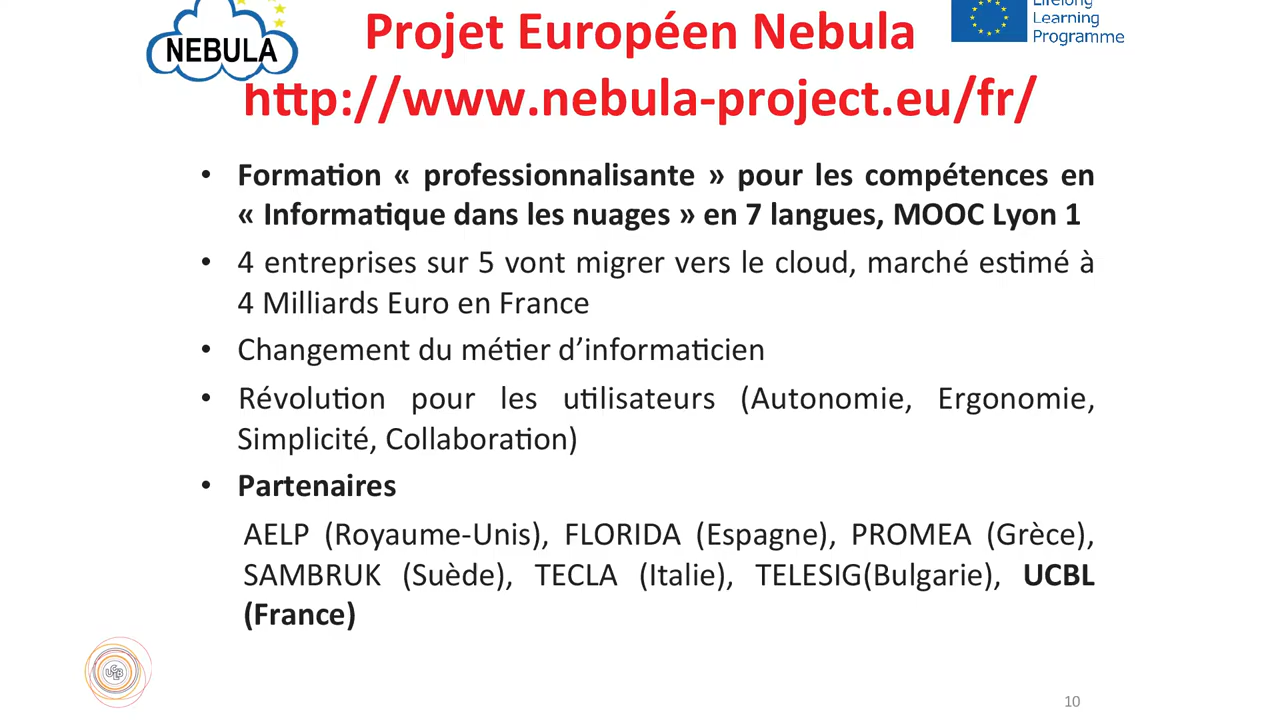 NEBULA
Projet Européen Nebula
Lifelong
Learning
Programme
http://www.nebula-project.eu/fr/
• Formation « professionnalisante » pour les compétences en
« Informatique dans les nuages » en 7 langues, MOOC Lyon 1
• 4 entreprises sur 5 vont migrer vers le cloud, marché estimé à
4 Milliards Euro en France
• Changement du métier d’informaticien
• Révolution pour les utilisateurs (Autonomie, Ergonomie,
Simplicité, Collaboration)
• Partenaires
AELP (Royaume-Unis), FLORIDA (Espagne), PROMEA (Grèce),
SAMBRUK (Suède), TECLA (Italie), TELESIG(Bulgarie), UCBL
(France)
10